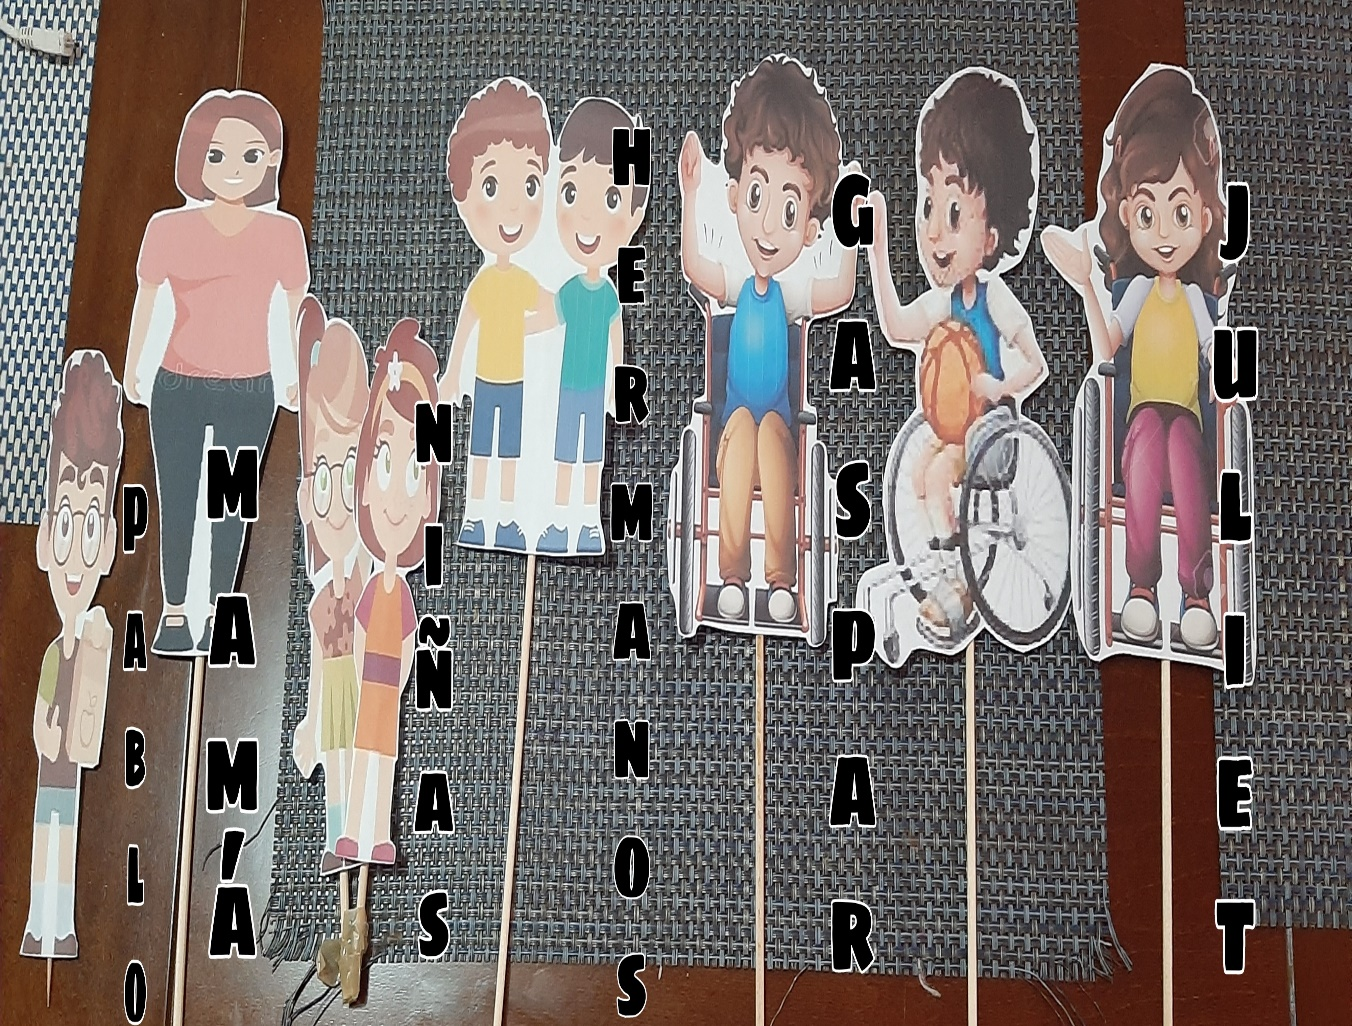 PABLO
MAMÁ
NIÑAS
HERMANOS
GASPAR
JULIET